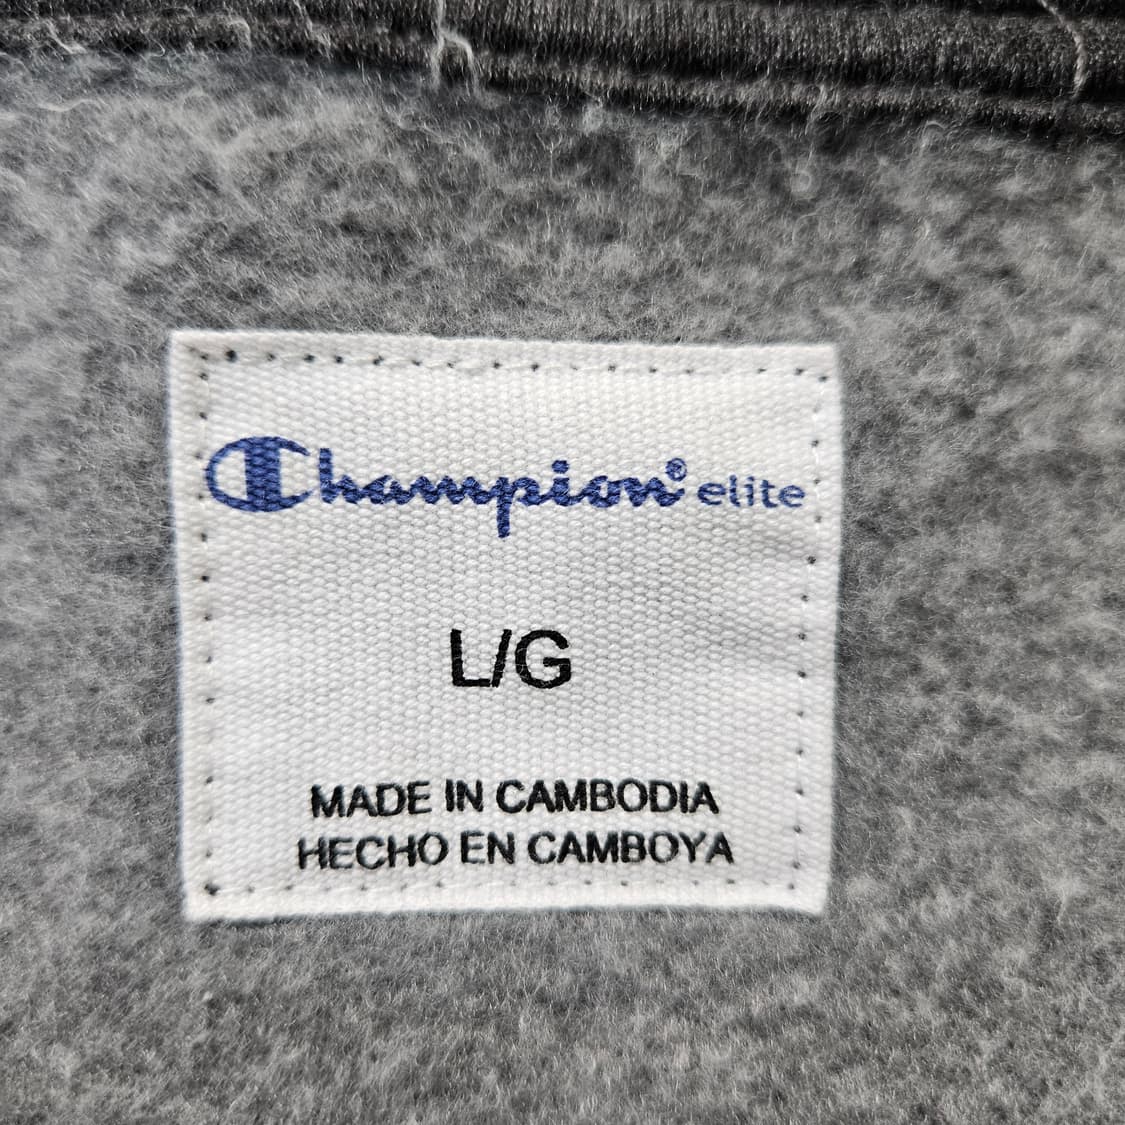 Champion® elite
L/G
MADE IN CAMBODIA
HECHO EN CAMBOYA